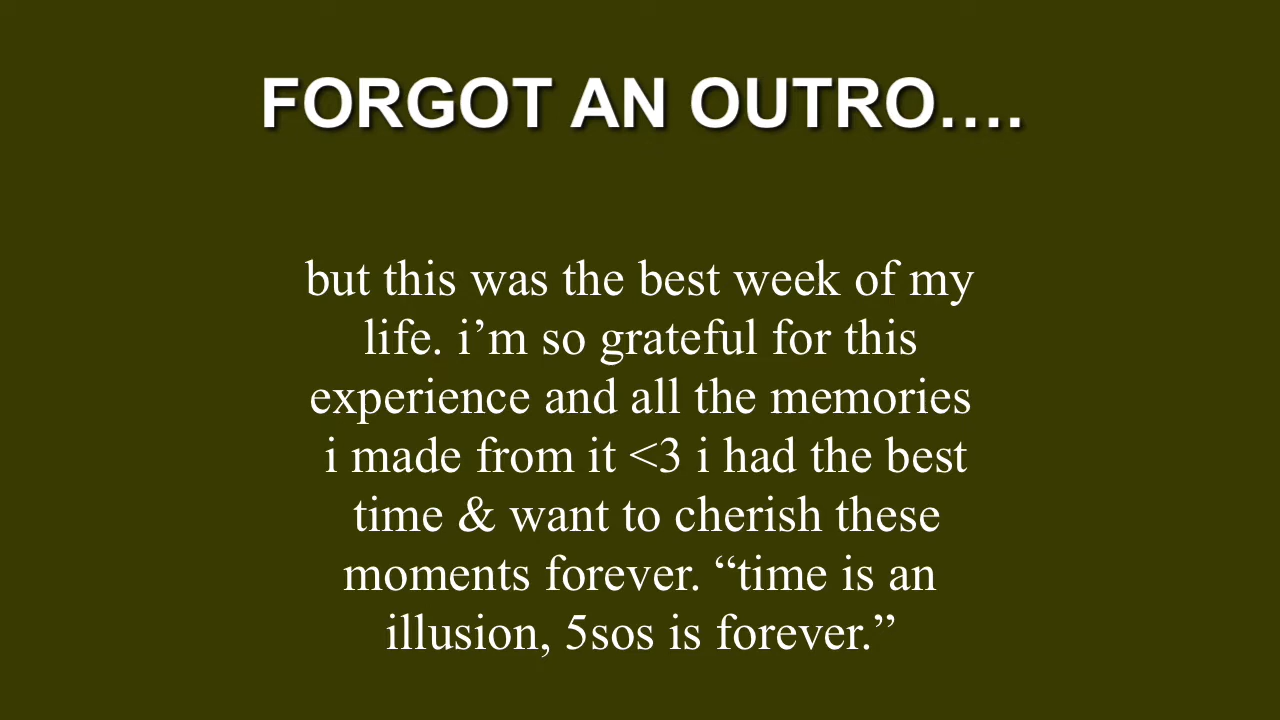 FORGOT AN OUTRO....
but this was the best week of my
life. i’m so grateful for this
experience and all the memories
i made from it <3 i had the best
time & want to cherish these
moments forever. “time is an
illusion, 5sos is forever.”